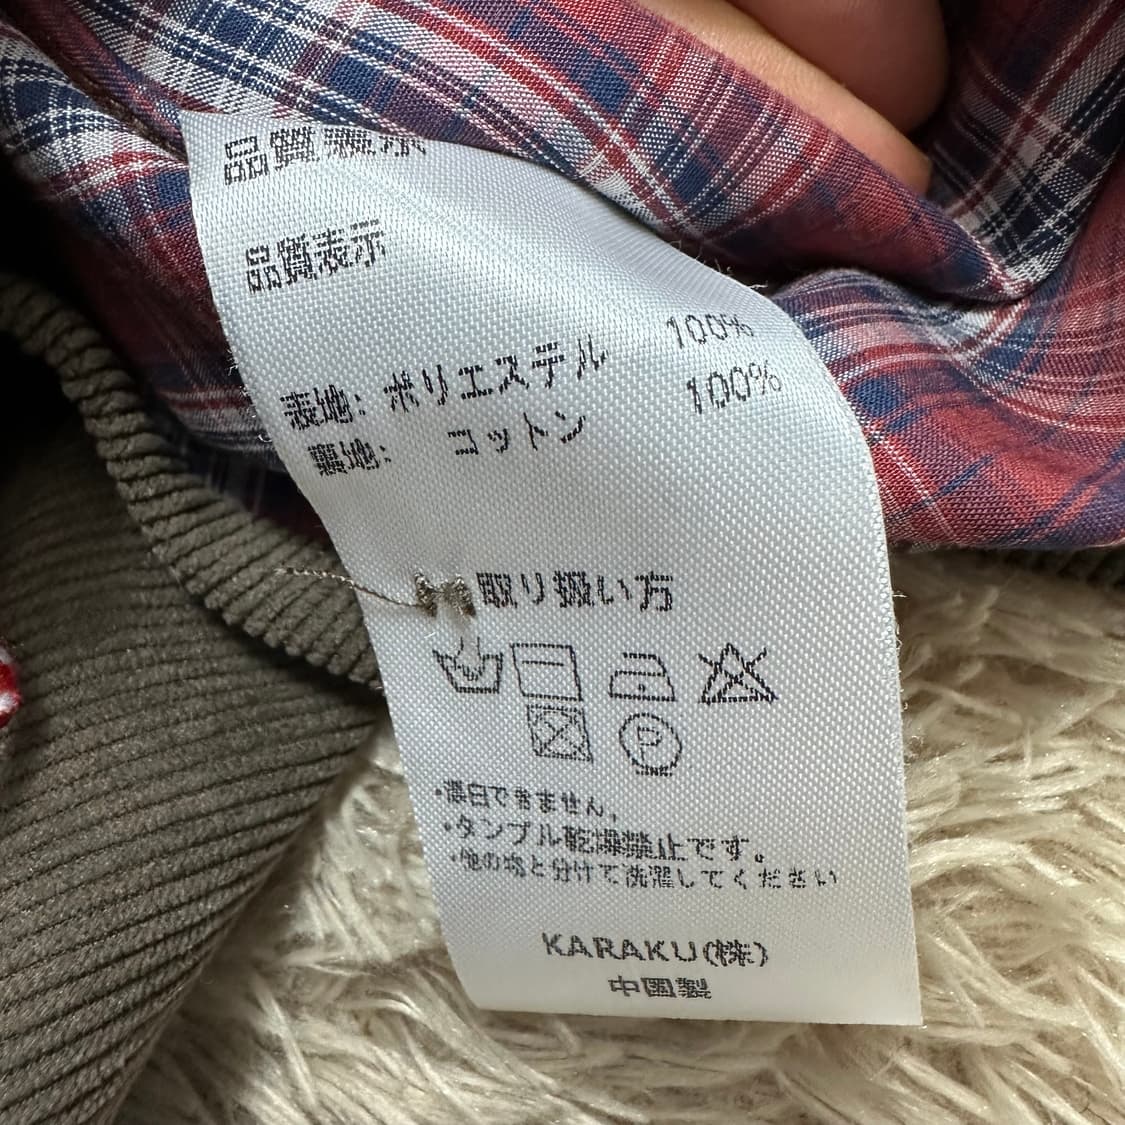 品質表示
品質表示
表地: ポリエステル 100%
裏地: コットン 100%
取り扱い方
P
・漂白できません。
・タンブル乾燥禁止です。
・他の物と分けて洗濯してください
KARAKU(株)
中国製